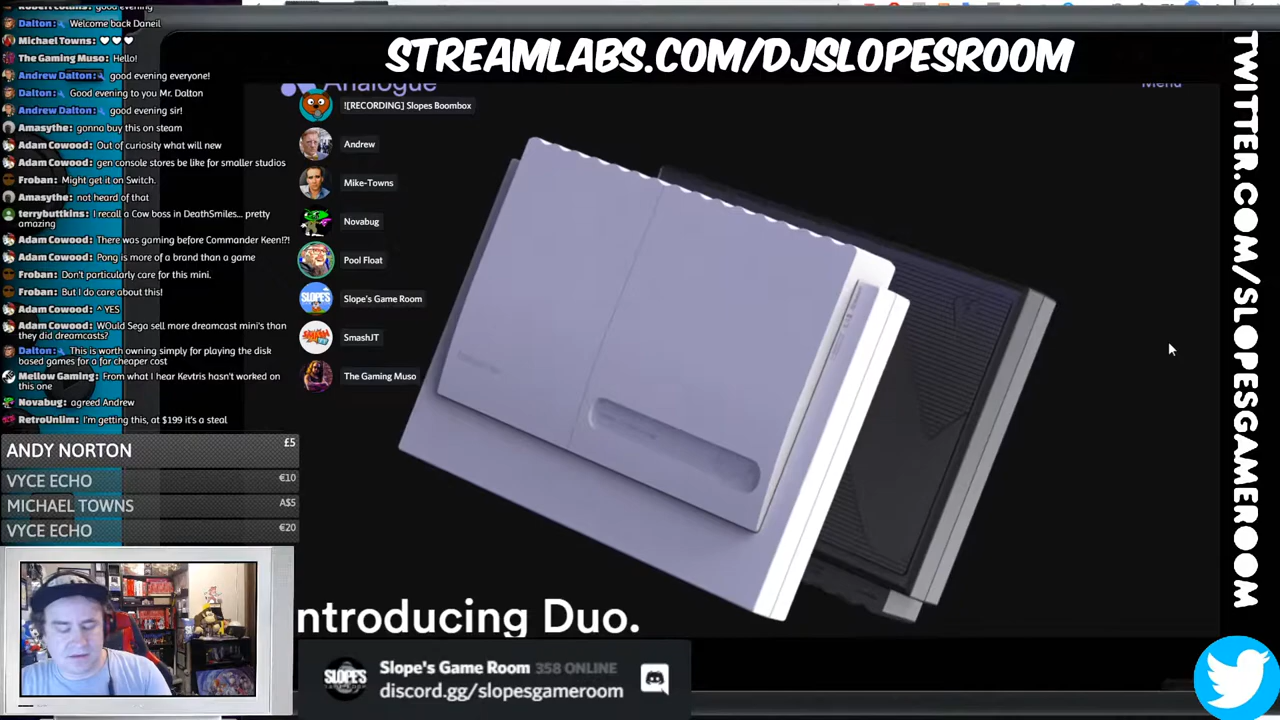 Robert Collins: good evening
Dalton: Welcome back Daneil
Michael Towns: ♥ ♥ ♥
The Gaming Muso: Hello!
Andrew Dalton: good evening everyone!
Dalton: Good evening to you Mr. Dalton
Andrew Dalton: good evening sir!
Amasythe: gonna buy this on steam
Adam Cowood: Out of curiosity what will new
Adam Cowood: gen console stores be like for smaller studios
Froban: Might get it on Switch.
Amasythe: not heard of that
terrybuttkins: I recall a Cow boss in DeathSmiles... pretty
amazing
Adam Cowood: There was gaming before Commander Keen!?!
Adam Cowood: Pong is more of a brand than a game
Froban: Don't particularly care for this mini.
Froban: But I do care about this!
Adam Cowood: ^ YES
Adam Cowood: WOuld Sega sell more dreamcast mini's than
they did dreamcasts?
Dalton: This is worth owning simply for playing the disk
based games for a far cheaper cost
Mellow Gaming: From what I hear Kevtris hasn't worked on
this one
Novabug: agreed Andrew
RetroUnlim: I'm getting this, at $199 it's a steal
ANDY NORTON £5
VYCE ECHO €10
MICHAEL TOWNS A$5
VYCE ECHO €20
STREAMLABS.COM/DJSLOPESROOM
Analogue
Menu
![RECORDING] Slopes Boombox
Andrew
Mike-Towns
Novabug
Pool Float
Slope's Game Room
SmashJT
The Gaming Muso
ntroducing Duo.
SLOPE'S
Slope's Game Room 358 ONLINE
discord.gg/slopesgameroom
TWITTER.COM/SLOPESGAMEROOM